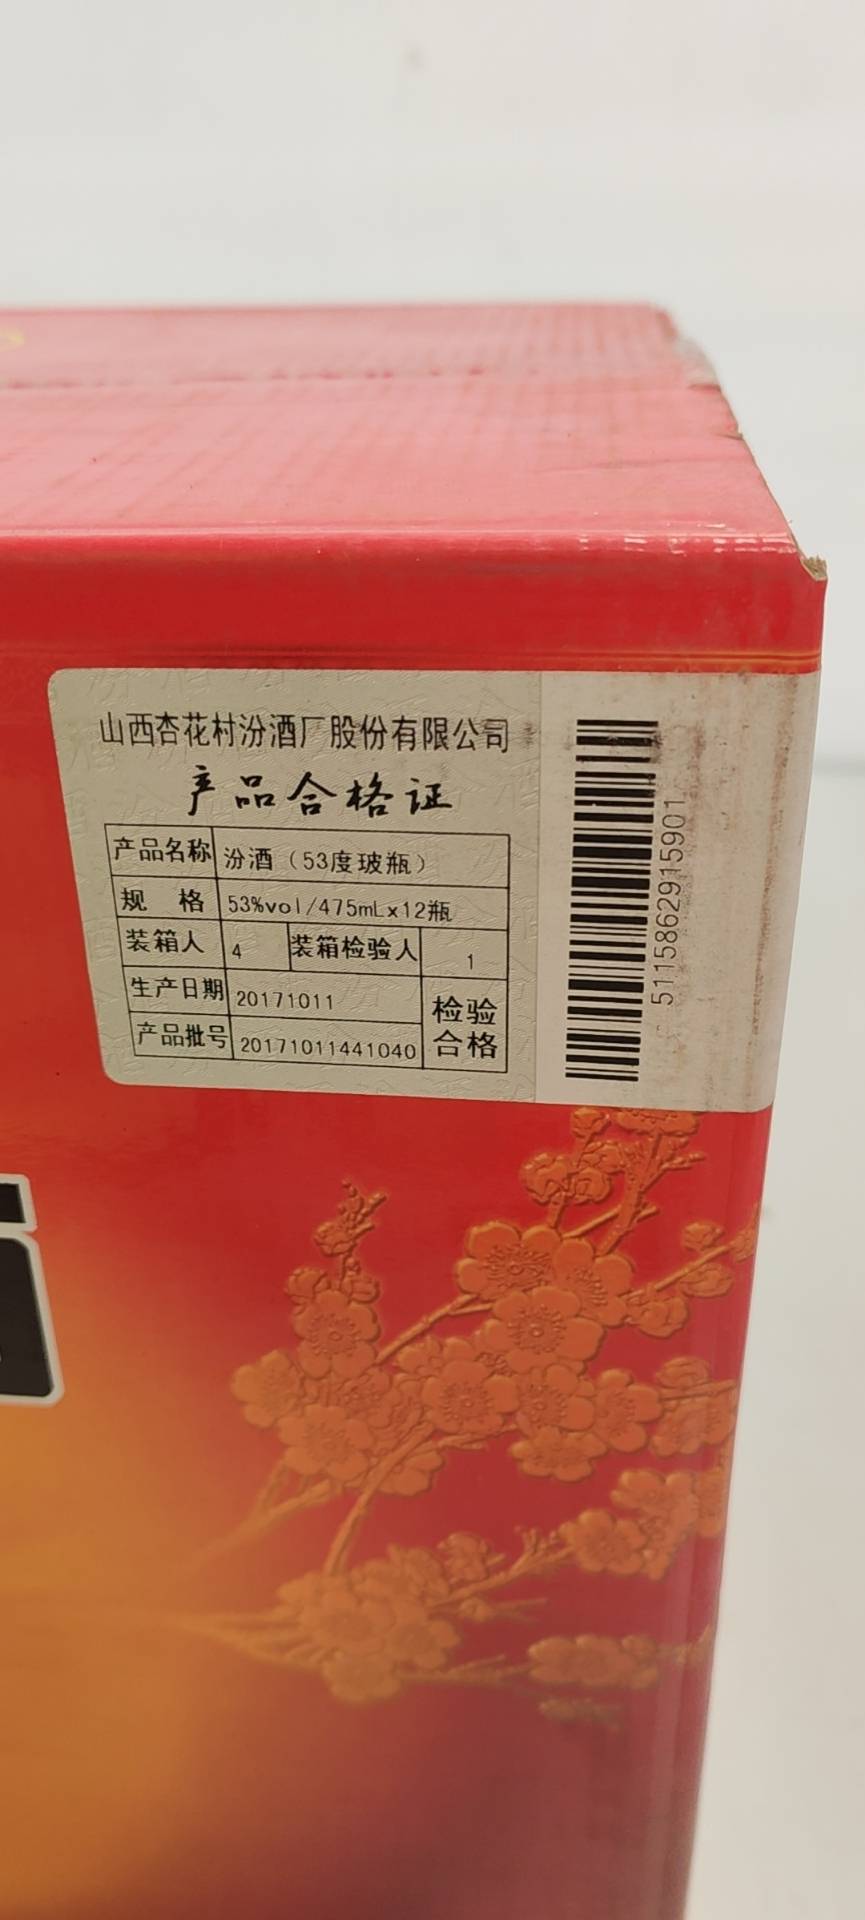 山西杏花村汾酒厂股份有限公司
产品合格证
产品名称 汾酒（53度玻瓶）
规 格 53%vol/475mL×12瓶
装箱人 4 装箱检验人 1
生产日期 20171011
检验合格
产品批号 20171011441040
5115862915901